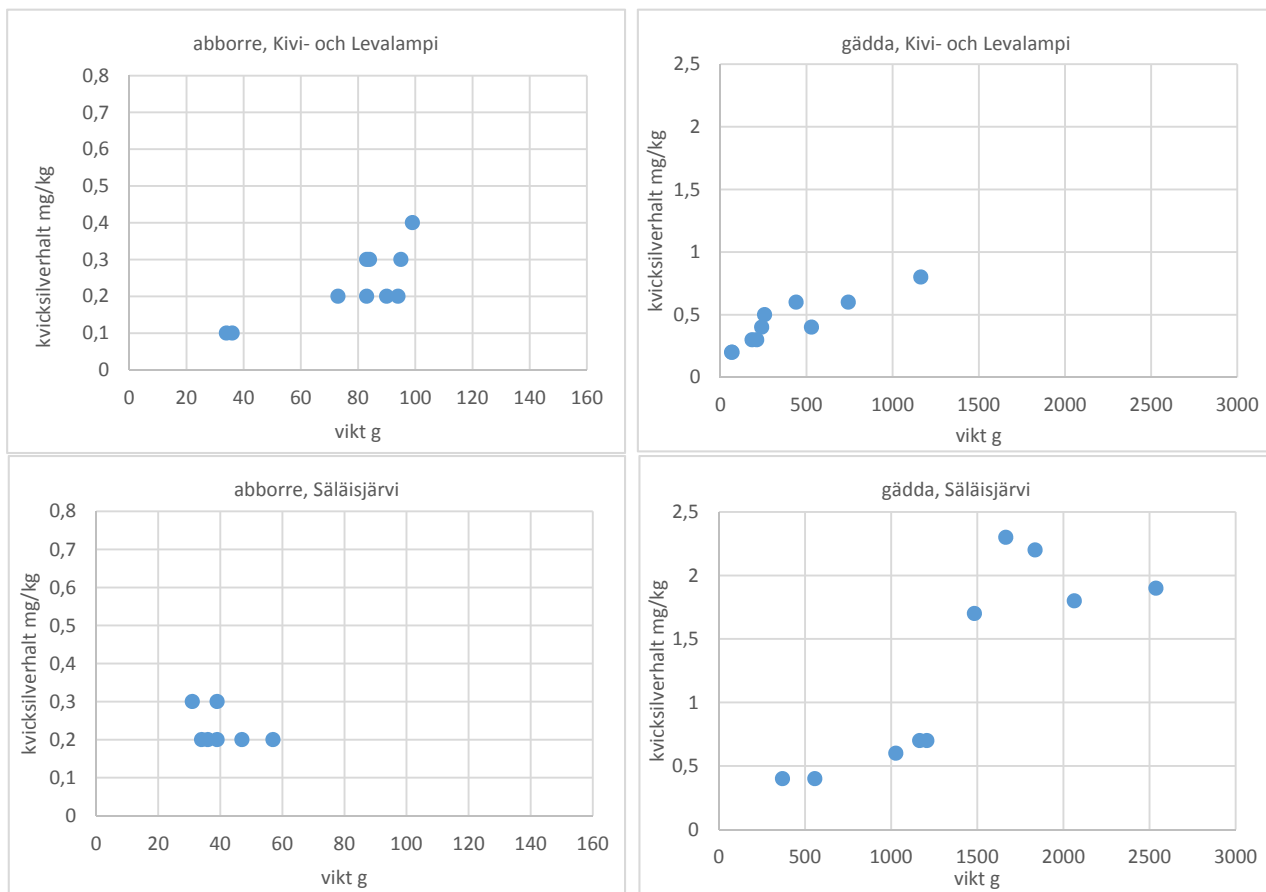 abborre, Kivi- och Levalampi
kvicksilverhalt mg/kg
0,8
0,7
0,6
0,5
0,4
0,3
0,2
0,1
0
0 20 40 60 80 100 120 140 160
vikt g
gädda, Kivi- och Levalampi
kvicksilverhalt mg/kg
2,5
2
1,5
1
0,5
0
0 500 1000 1500 2000 2500 3000
vikt g
abborre, Säläisjärvi
kvicksilverhalt mg/kg
0,8
0,7
0,6
0,5
0,4
0,3
0,2
0,1
0
0 20 40 60 80 100 120 140 160
vikt g
gädda, Säläisjärvi
kvicksilverhalt mg/kg
2,5
2
1,5
1
0,5
0
0 500 1000 1500 2000 2500 3000
vikt g